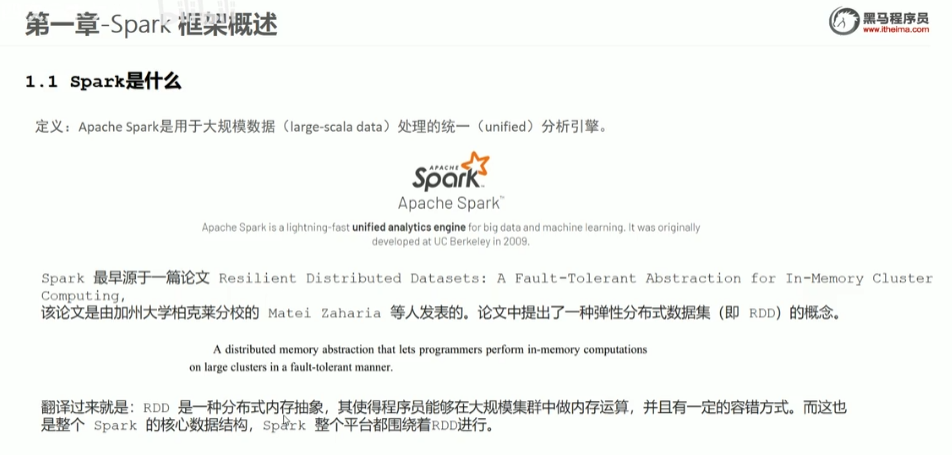 第一章-Spark 框架概述
黑马程序员
www.itheima.com
1.1 Spark是什么
定义：Apache Spark是用于大规模数据（large-scala data）处理的统一（unified）分析引擎。
APACHE
Spark™
Apache Spark™
Apache Spark is a lightning-fast unified analytics engine for big data and machine learning. It was originally
developed at UC Berkeley in 2009.
Spark 最早源于一篇论文 Resilient Distributed Datasets: A Fault-Tolerant Abstraction for In-Memory Cluster
Computing,
该论文是由加州大学柏克莱分校的 Matei Zaharia 等人发表的。论文中提出了一种弹性分布式数据集（即 RDD）的概念。
A distributed memory abstraction that lets programmers perform in-memory computations
on large clusters in a fault-tolerant manner.
翻译过来就是：RDD 是一种分布式内存抽象，其使得程序员能够在大规模集群中做内存运算，并且有一定的容错方式。而这也
是整个 Spark 的核心数据结构，Spark 整个平台都围绕着RDD进行。